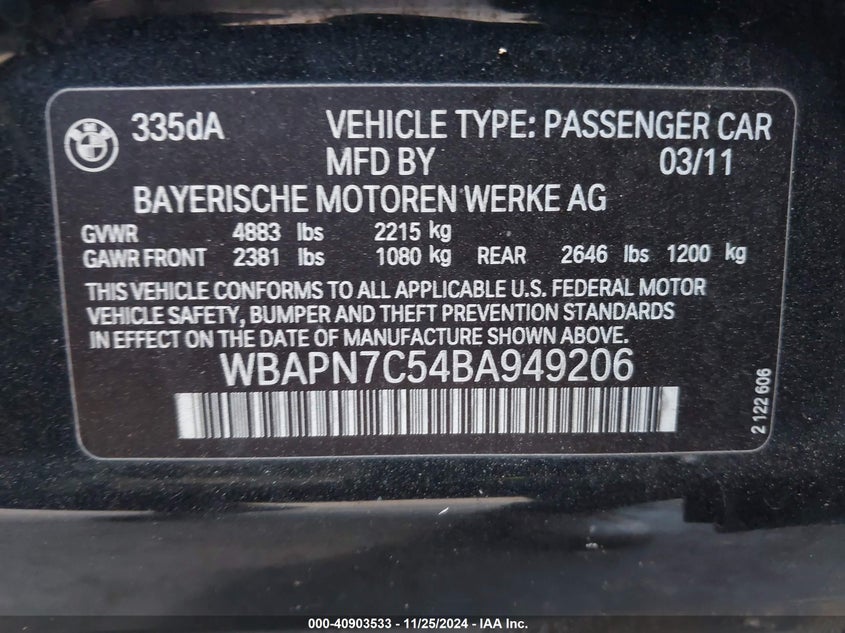 335dA VEHICLE TYPE: PASSENGER CAR
MFD BY 03/11
BAYERISCHE MOTOREN WERKE AG
GVWR 4883 lbs 2215 kg
GAWR FRONT 2381 lbs 1080 kg REAR 2646 lbs 1200 kg
THIS VEHICLE CONFORMS TO ALL APPLICABLE U.S. FEDERAL MOTOR
VEHICLE SAFETY, BUMPER AND THEFT PREVENTION STANDARDS
IN EFFECT ON THE DATE OF MANUFACTURE SHOWN ABOVE.
WBAPN7C54BA949206
2 122 606
000-40903533 - 11/25/2024 - IAA Inc.